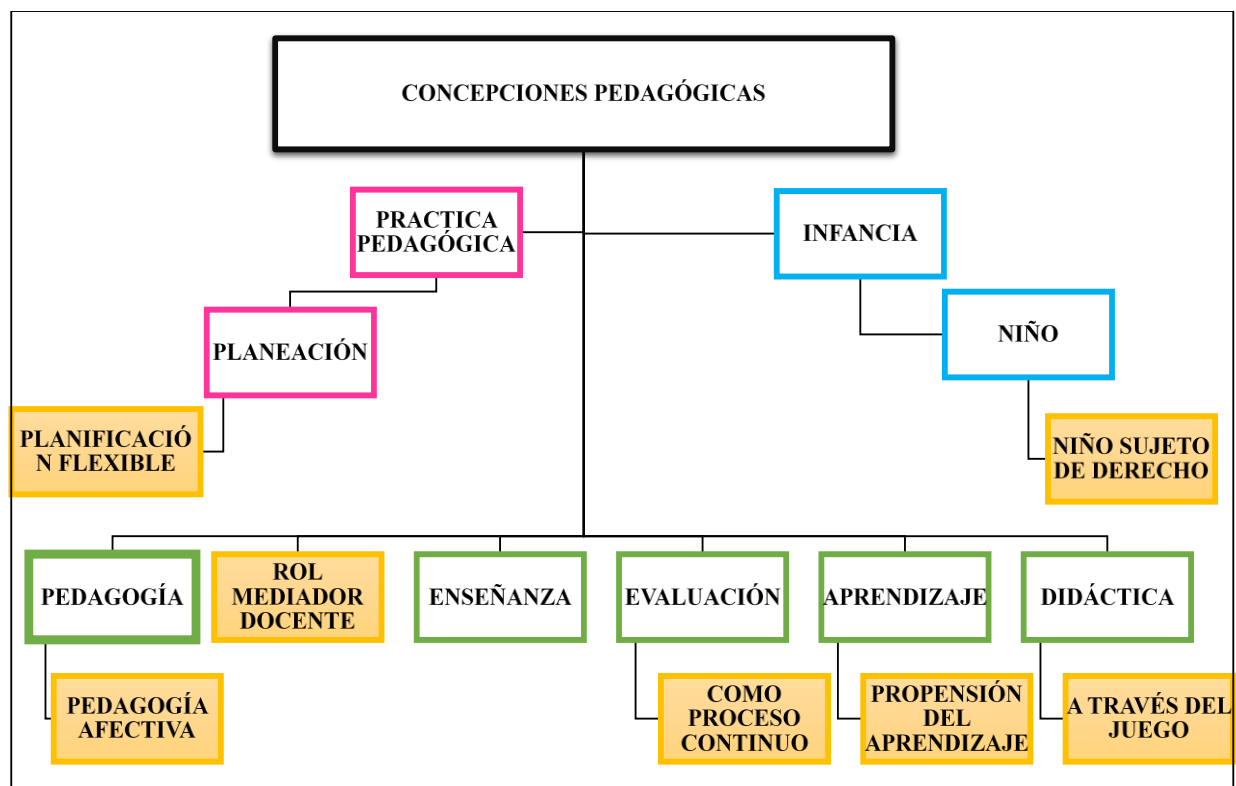 CONCEPCIONES PEDAGÓGICAS
PRACTICA
PEDAGÓGICA
INFANCIA
PLANEACIÓN
NIÑO
PLANIFICACIÓ
N FLEXIBLE
NIÑO SUJETO
DE DERECHO
PEDAGOGÍA
ROL
MEDIADOR
DOCENTE
ENSEÑANZA
EVALUACIÓN
APRENDIZAJE
DIDÁCTICA
PEDAGOGÍA
AFECTIVA
COMO
PROCESO
CONTINUO
PROPENSIÓN
DEL
APRENDIZAJE
A TRAVÉS DEL
JUEGO